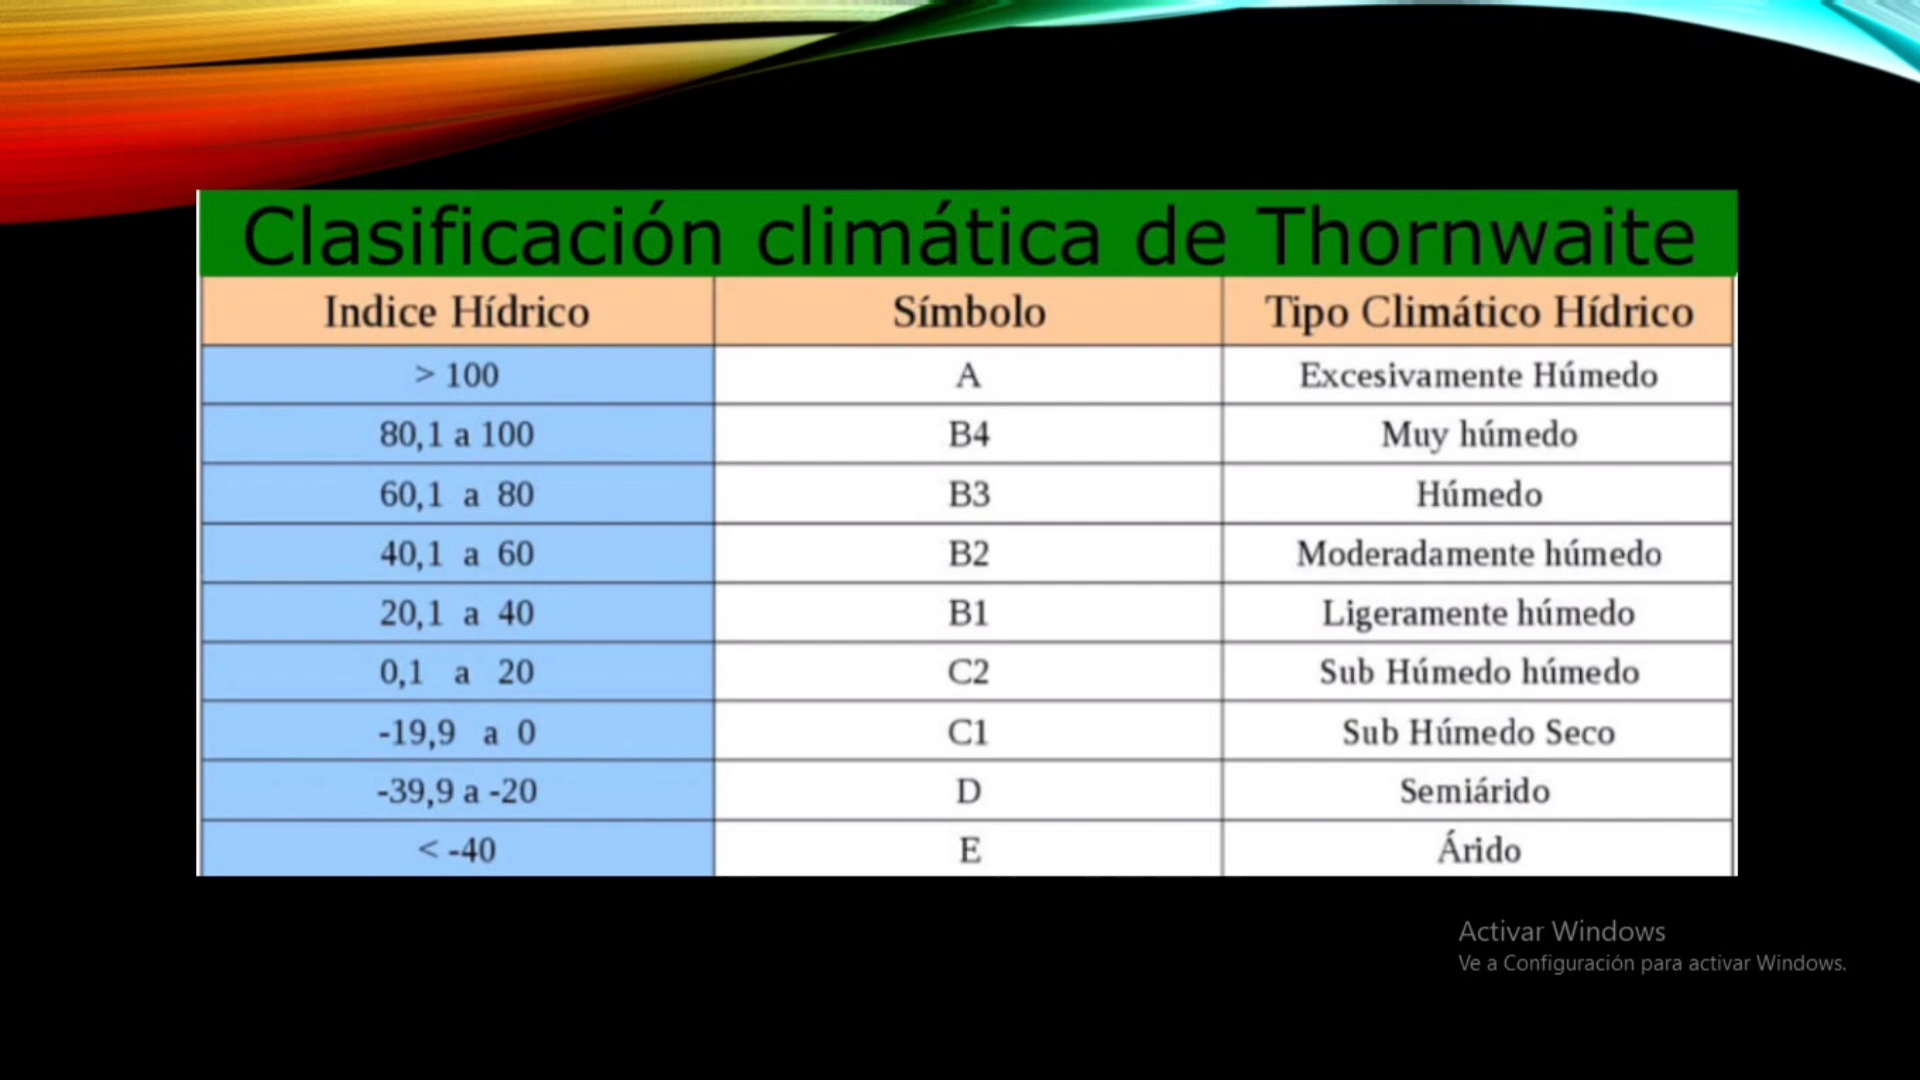 Clasificación climática de Thornwaite
Indice Hídrico Símbolo Tipo Climático Hídrico
> 100 A Excesivamente Húmedo
80,1 a 100 B4 Muy húmedo
60,1 a 80 B3 Húmedo
40,1 a 60 B2 Moderadamente húmedo
20,1 a 40 B1 Ligeramente húmedo
0,1 a 20 C2 Sub Húmedo húmedo
-19,9 a 0 C1 Sub Húmedo Seco
-39,9 a -20 D Semiárido
< -40 E Árido
Activar Windows
Ve a Configuración para activar Windows.